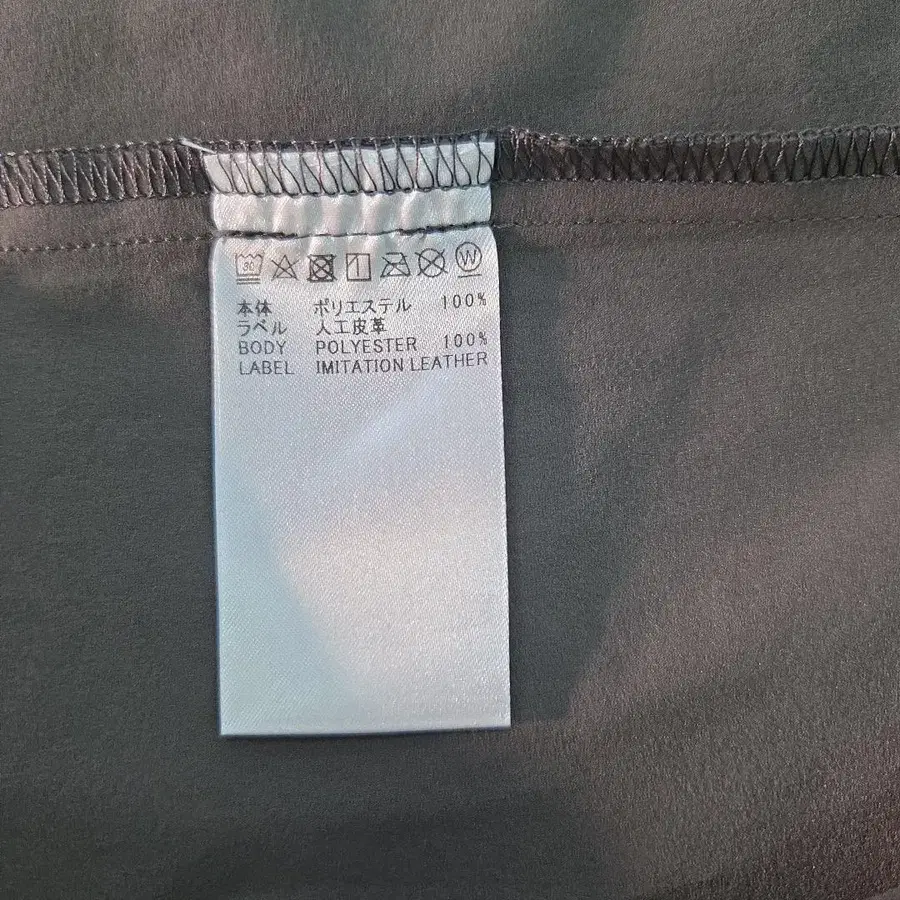 30
W
本体 ポリエステル 100%
ラベル 人工皮革
BODY POLYESTER 100%
LABEL IMITATION LEATHER